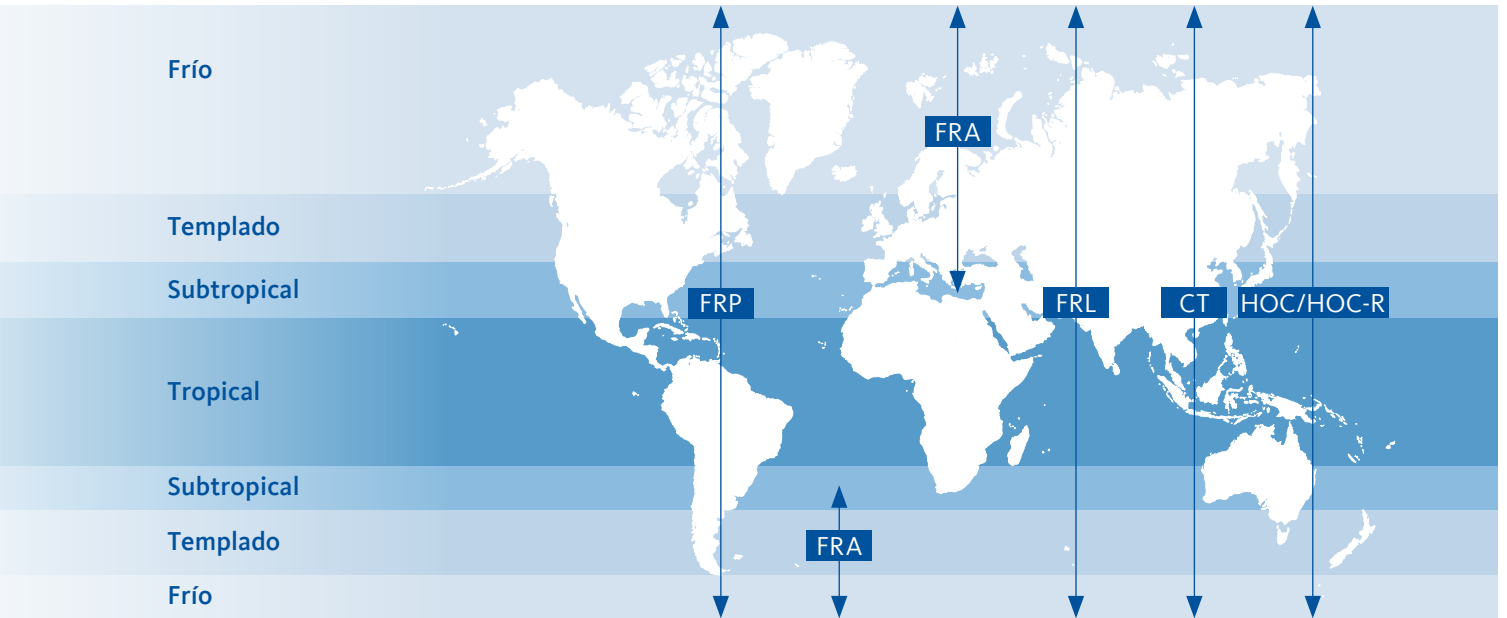 Frío
FRA
Templado
Subtropical
FRP
FRL
CT
HOC/HOC-R
Tropical
Subtropical
Templado
FRA
Frío